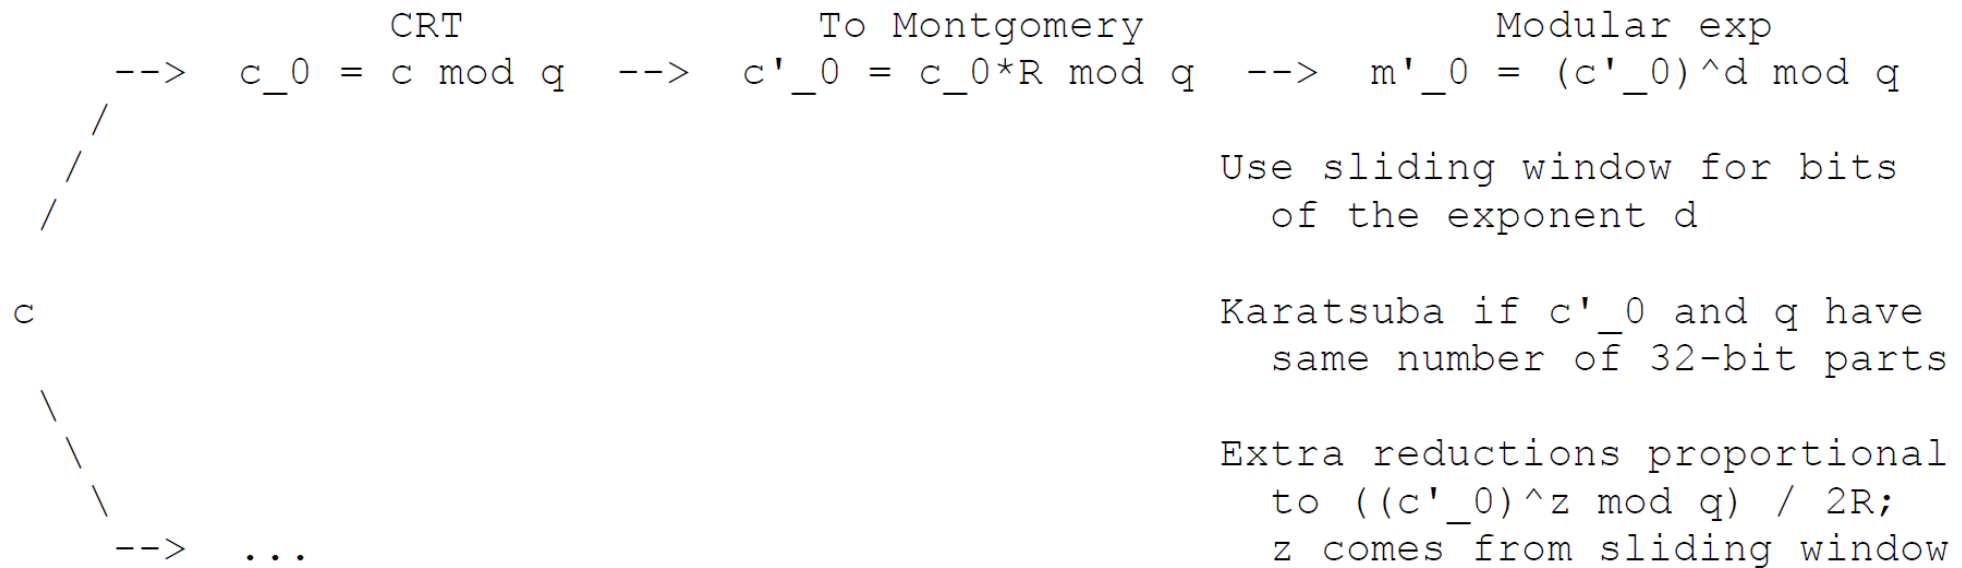 CRT To Montgomery Modular exp
--> c_0 = c mod q --> c'_0 = c_0*R mod q --> m'_0 = (c'_0)^d mod q
/
/ Use sliding window for bits
/ of the exponent d
c Karatsuba if c'_0 and q have
same number of 32-bit parts
\
\ Extra reductions proportional
\ to ((c'_0)^z mod q) / 2R;
--> ... z comes from sliding window